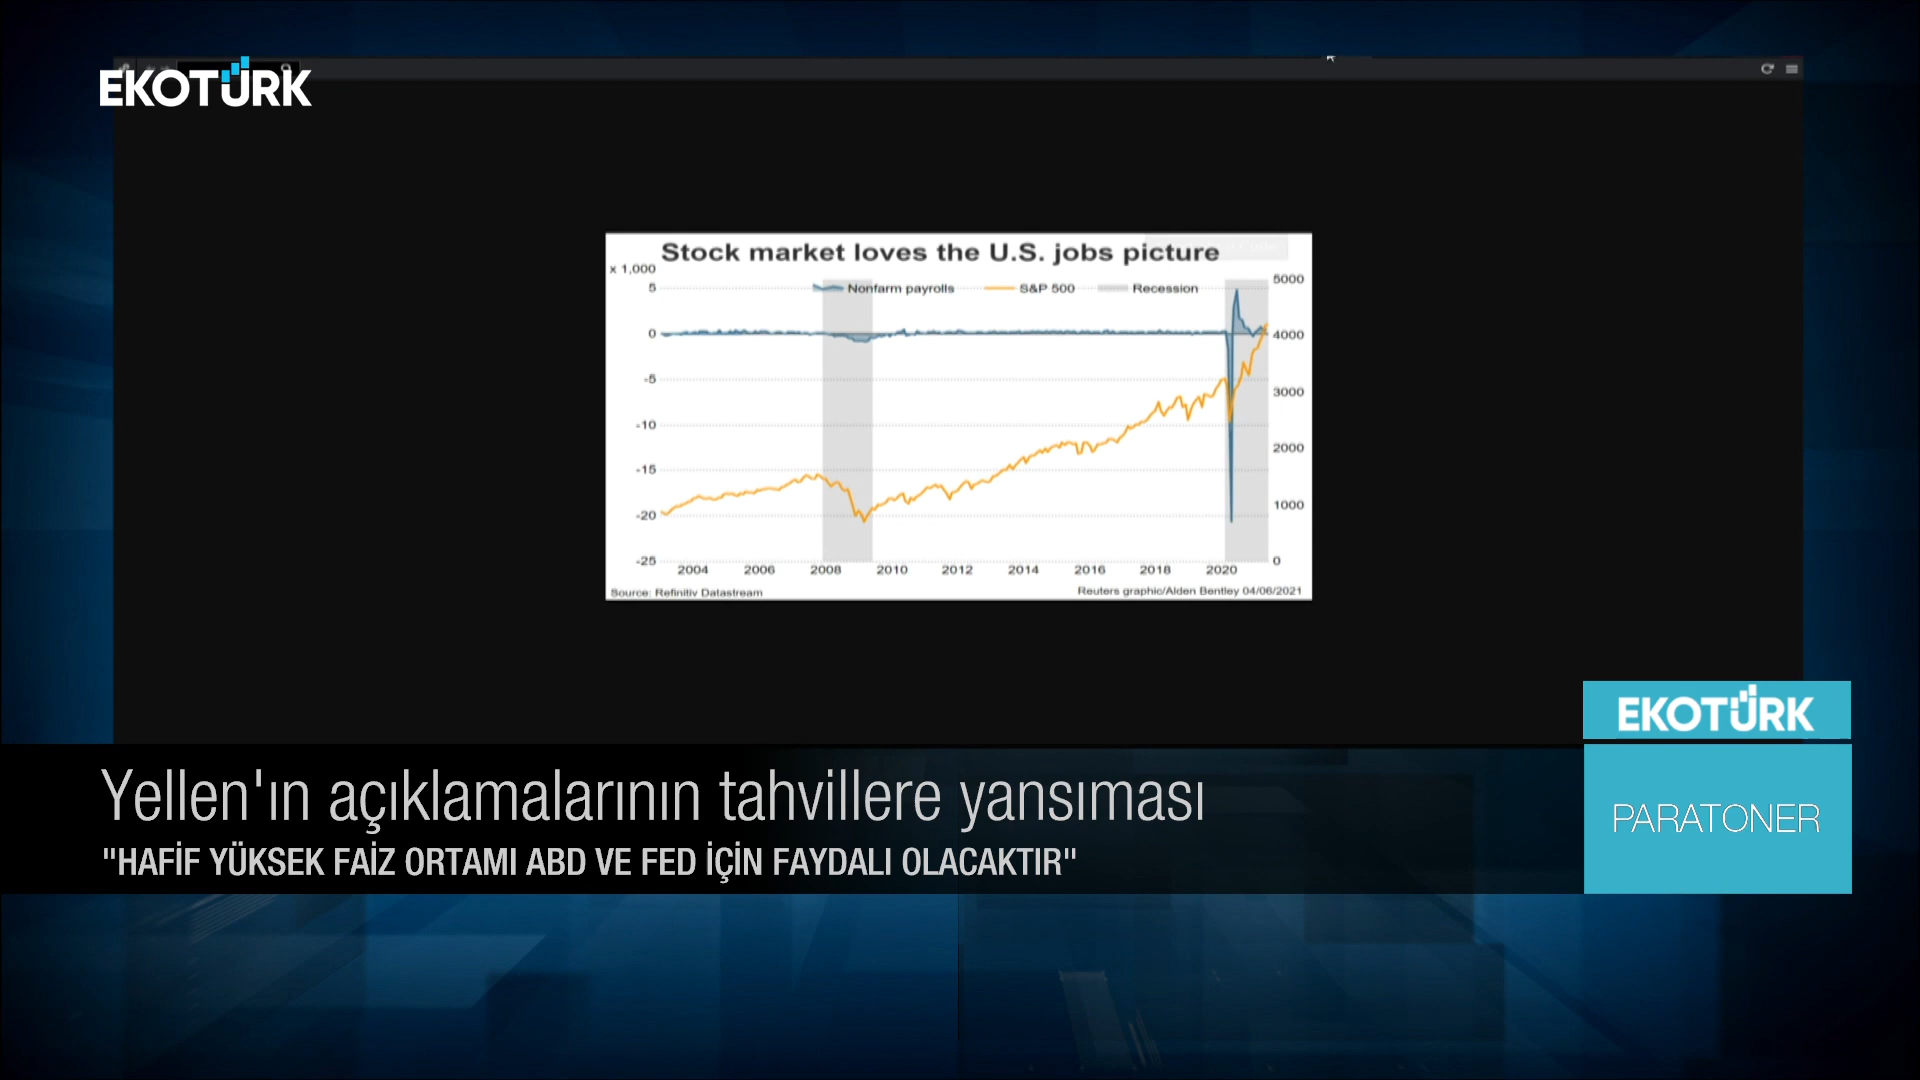 EKOTÜRK
Stock market loves the U.S. jobs picture
x 1,000
Nonfarm payrolls S&P 500 Recession
5
0
-5
-10
-15
-20
-25
5000
4000
3000
2000
1000
0
2004 2006 2008 2010 2012 2014 2016 2018 2020
Source: Refinitiv Datastream
Reuters graphic/Alden Bentley 04/06/2021
EKOTÜRK
Yellen'ın açıklamalarının tahvillere yansıması
"HAFİF YÜKSEK FAİZ ORTAMI ABD VE FED İÇİN FAYDALI OLACAKTIR"
PARATONER